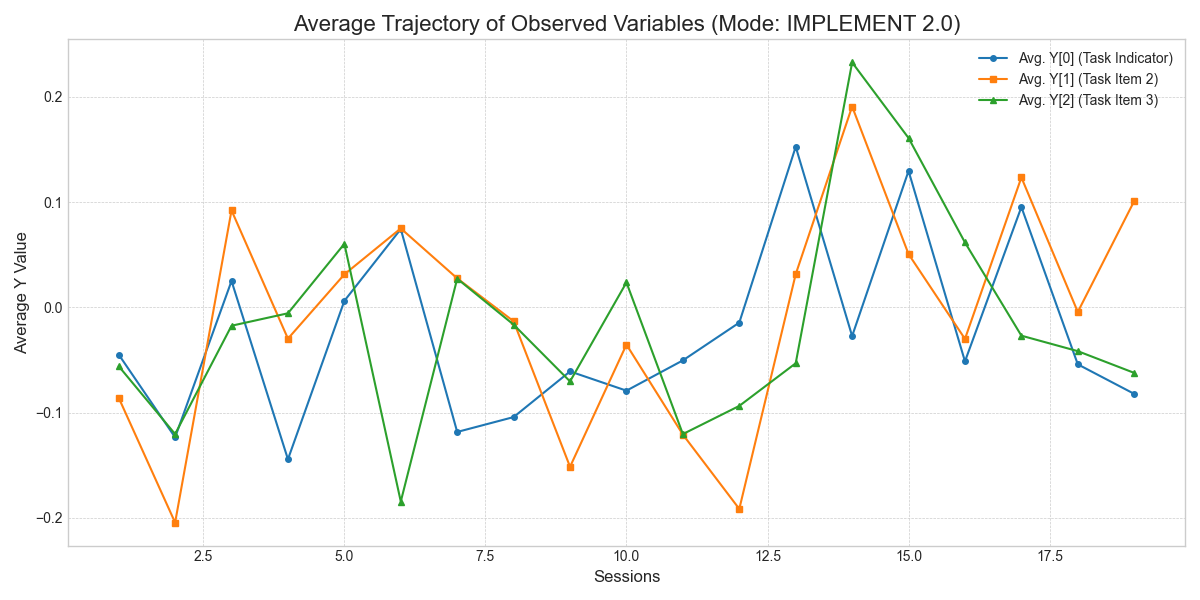 Average Trajectory of Observed Variables (Mode: IMPLEMENT 2.0)
Avg. Y[0] (Task Indicator)
Avg. Y[1] (Task Item 2)
Avg. Y[2] (Task Item 3)
Average Y Value
0.2
0.1
0.0
−0.1
−0.2
2.5 5.0 7.5 10.0 12.5 15.0 17.5
Sessions